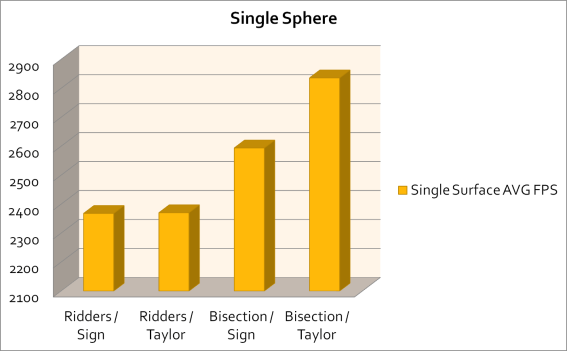 Single Sphere
2900
2800
2700
2600
2500
2400
2300
2200
2100
Ridders /
Sign
Ridders /
Taylor
Bisection /
Sign
Bisection /
Taylor
Single Surface AVG FPS